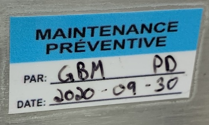 MAINTENANCE
PRÉVENTIVE
PAR: GBM PD
DATE: 2020-09-30